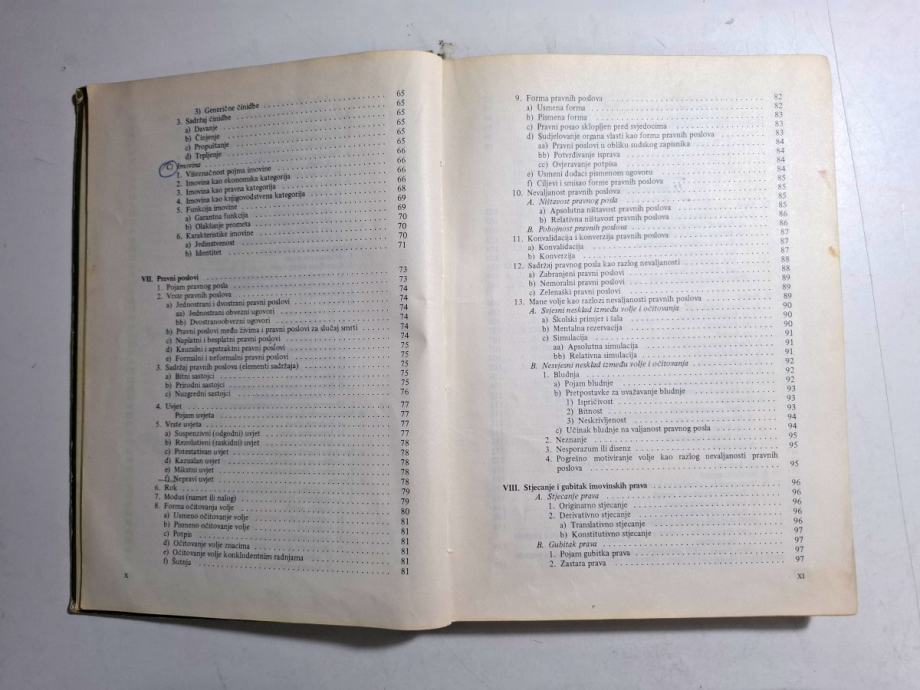 3) Generične činidbe . . . . 65
3. Sadržaj činidbe . . . . 65
a) Davanje . . . . 65
b) Činjenje . . . . 65
c) Propuštanje . . . . 65
d) Trpljenje . . . . 65
C) Imovina . . . . 66
1. Višeznačnost pojma imovine . . . . 66
2. Imovina kao ekonomska kategorija . . . . 66
3. Imovina kao pravna kategorija . . . . 66
4. Imovina kao knjigovodstvena kategorija . . . . 68
5. Funkcija imovine . . . . 69
a) Garantna funkcija . . . . 69
b) Olakšanje prometa . . . . 70
6. Karakteristike imovine . . . . 70
a) Jedinstvenost . . . . 70
b) Identitet . . . . 71
VII. Pravni poslovi . . . . 73
1. Pojam pravnog posla . . . . 73
2. Vrste pravnih poslova . . . . 74
a) Jednostrani i dvostrani pravni poslovi . . . . 74
aa) Jednostrani obvezni ugovori . . . . 74
bb) Dvostranoobvezni ugovori . . . . 74
b) Pravni poslovi među živima i pravni poslovi za slučaj smrti . . . . 74
c) Naplatni i besplatni pravni poslovi . . . . 74
d) Kauzalni i apstraktni pravni poslovi . . . . 75
e) Formalni i neformalni pravni poslovi . . . . 75
3. Sadržaj pravnih poslova (elementi sadržaja) . . . . 75
a) Bitni sastojci . . . . 75
b) Prirodni sastojci . . . . 75
c) Nuzgredni sastojci . . . . 76
4. Uvjet . . . . 77
Pojam uvjeta . . . . 77
5. Vrste uvjeta . . . . 77
a) Suspenzivni (odgodni) uvjet . . . . 77
b) Rezolutivni (raskidni) uvjet . . . . 78
c) Potestativan uvjet . . . . 78
d) Kazualan uvjet . . . . 78
e) Mikstni uvjet . . . . 78
f) Nepravi uvjet . . . . 78
6. Rok . . . . 79
7. Modus (namet ili nalog) . . . . 79
8. Forma očitovanja volje . . . . 80
a) Usmeno očitovanje volje . . . . 81
b) Pismeno očitovanje volje . . . . 81
c) Potpis . . . . 81
d) Očitovanje volje znacima . . . . 81
e) Očitovanje volje konkludentnim radnjama . . . . 81
f) Šutnja . . . . 81
X
9. Forma pravnih poslova . . . . 82
a) Usmena forma . . . . 82
b) Pismena forma . . . . 83
c) Pravni posao sklopljen pred svjedocima . . . . 83
d) Sudjelovanje organa vlasti kao forma pravnih poslova . . . . 83
aa) Pravni poslovi u obliku sudskog zapisnika . . . . 84
bb) Potvrđivanje isprava . . . . 84
cc) Ovjeravanje potpisa . . . . 84
e) Usmeni dodaci pismenom ugovoru . . . . 84
f) Ciljevi i smisao forme pravnih poslova . . . . 85
10. Nevaljanost pravnih poslova . . . . 85
A. Ništavost pravnog posla . . . . 85
a) Apsolutna ništavost pravnih poslova . . . . 85
b) Relativna ništavost pravnih poslova . . . . 86
B. Pobojnost pravnih poslova . . . . 86
11. Konvalidacija i konverzija pravnih poslova . . . . 87
a) Konvalidacija . . . . 87
b) Konverzija . . . . 87
12. Sadržaj pravnog posla kao razlog nevaljanosti . . . . 88
a) Zabranjeni pravni poslovi . . . . 88
b) Nemoralni pravni poslovi . . . . 89
c) Zelenaški pravni poslovi . . . . 89
13. Mane volje kao razlozi nevaljanosti pravnih poslova . . . . 89
A. Svjesni nesklad između volje i očitovanja . . . . 90
a) Školski primjer i šala . . . . 90
b) Mentalna rezervacija . . . . 90
c) Simulacija . . . . 91
aa) Apsolutna simulacija . . . . 91
bb) Relativna simulacija . . . . 91
B. Nesvjesni nesklad između volje i očitovanja . . . . 92
1. Bludnja . . . . 92
a) Pojam bludnje . . . . 92
b) Pretpostavke za uvažavanje bludnje . . . . 93
1) Ispričivost . . . . 93
2) Bitnost . . . . 93
3) Neskrivljenost . . . . 94
c) Učinak bludnje na valjanost pravnog posla . . . . 94
2. Neznanje . . . . 95
3. Nesporazum ili disenz . . . . 95
4. Pogrešno motiviranje volje kao razlog nevaljanosti pravnih
poslova . . . . 95
VIII. Stjecanje i gubitak imovinskih prava . . . . 96
A. Stjecanje prava . . . . 96
1. Originarno stjecanje . . . . 96
2. Derivativno stjecanje . . . . 96
a) Translativno stjecanje . . . . 96
b) Konstitutivno stjecanje . . . . 97
B. Gubitak prava . . . . 97
1. Pojam gubitka prava . . . . 97
2. Zastara prava . . . . 97
XI